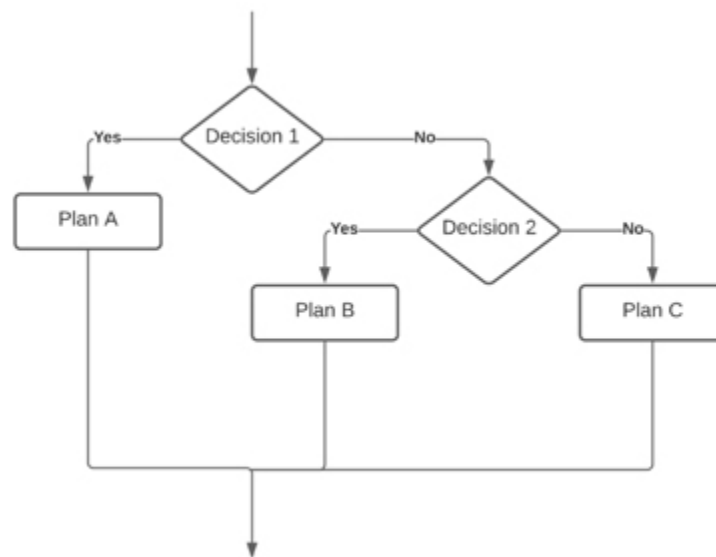 Decision 1
Yes
No
Plan A
Decision 2
Yes
No
Plan B
Plan C